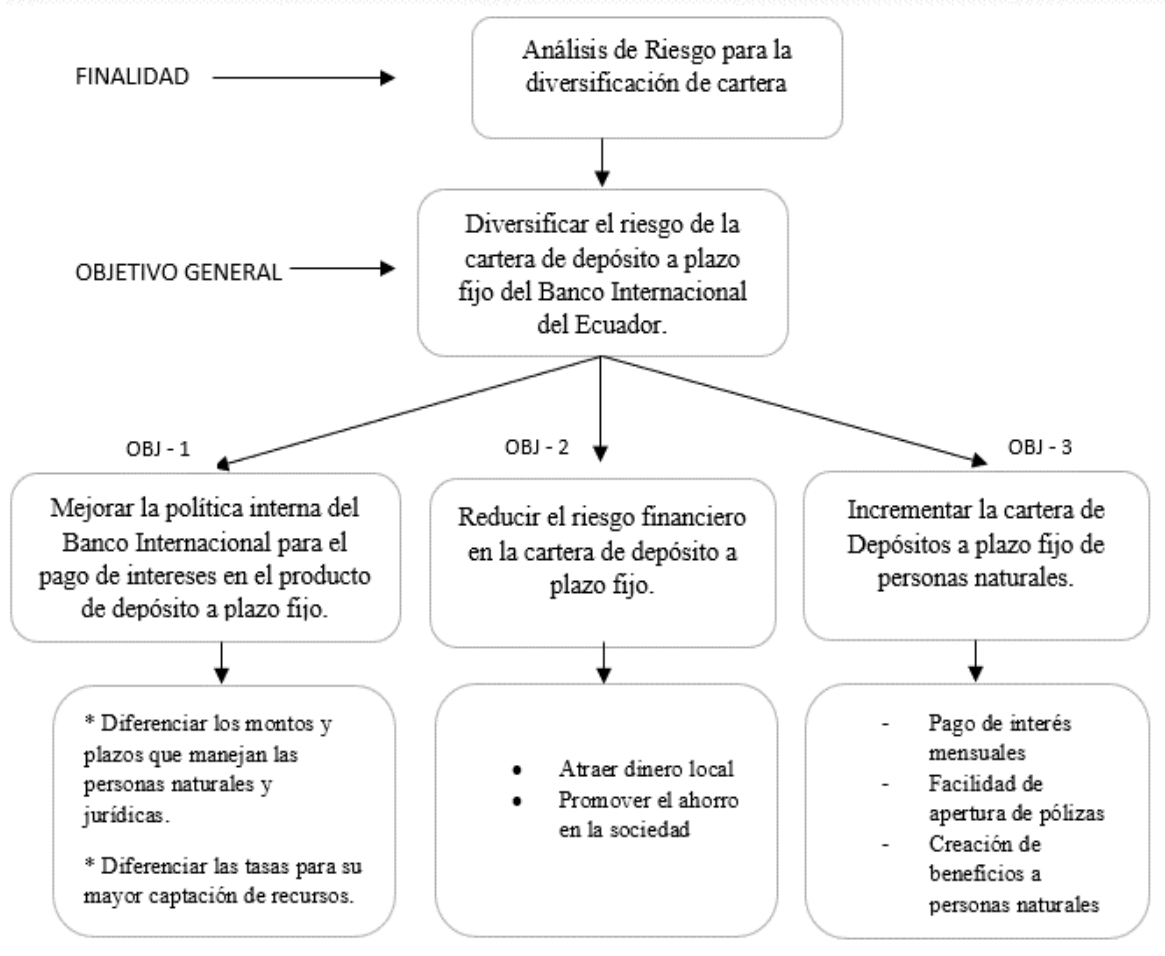 FINALIDAD
Análisis de Riesgo para la
diversificación de cartera
OBJETIVO GENERAL
Diversificar el riesgo de la
cartera de depósito a plazo
fijo del Banco Internacional
del Ecuador.
OBJ - 1
Mejorar la política interna del
Banco Internacional para el
pago de intereses en el producto
de depósito a plazo fijo.
* Diferenciar los montos y
plazos que manejan las
personas naturales y
jurídicas.
* Diferenciar las tasas para su
mayor captación de recursos.
OBJ - 2
Reducir el riesgo financiero
en la cartera de depósito a
plazo fijo.
• Atraer dinero local
• Promover el ahorro
en la sociedad
OBJ - 3
Incrementar la cartera de
Depósitos a plazo fijo de
personas naturales.
- Pago de interés
mensuales
- Facilidad de
apertura de pólizas
- Creación de
beneficios a
personas naturales